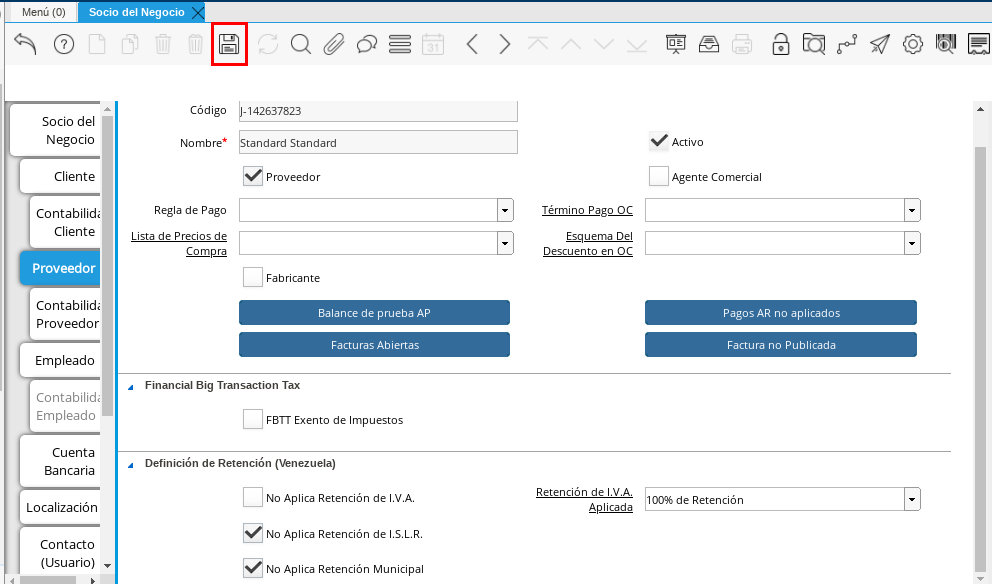 Menú (0)
Socio del Negocio
31
Socio del
Negocio
Cliente
Contabilida
Cliente
Proveedor
Contabilida
Proveedor
Empleado
Contabilida
Empleado
Cuenta
Bancaria
Localización
Contacto
(Usuario)
Código
J-142637823
Nombre*
Standard Standard
Activo
Proveedor
Agente Comercial
Regla de Pago
Término Pago OC
Lista de Precios de
Compra
Esquema Del
Descuento en OC
Fabricante
Balance de prueba AP
Pagos AR no aplicados
Facturas Abiertas
Factura no Publicada
Financial Big Transaction Tax
FBTT Exento de Impuestos
Definición de Retención (Venezuela)
No Aplica Retención de I.V.A.
Retención de I.V.A.
Aplicada
100% de Retención
No Aplica Retención de I.S.L.R.
No Aplica Retención Municipal